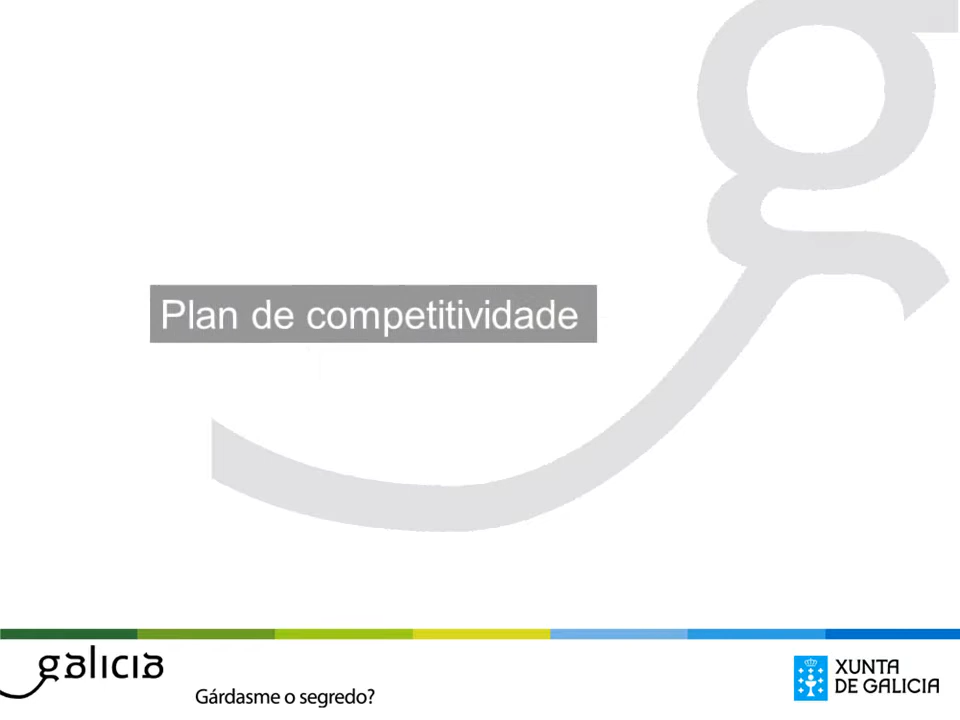 Plan de competitividade
galicia
Gárdasme o segredo?
XUNTA
DE GALICIA